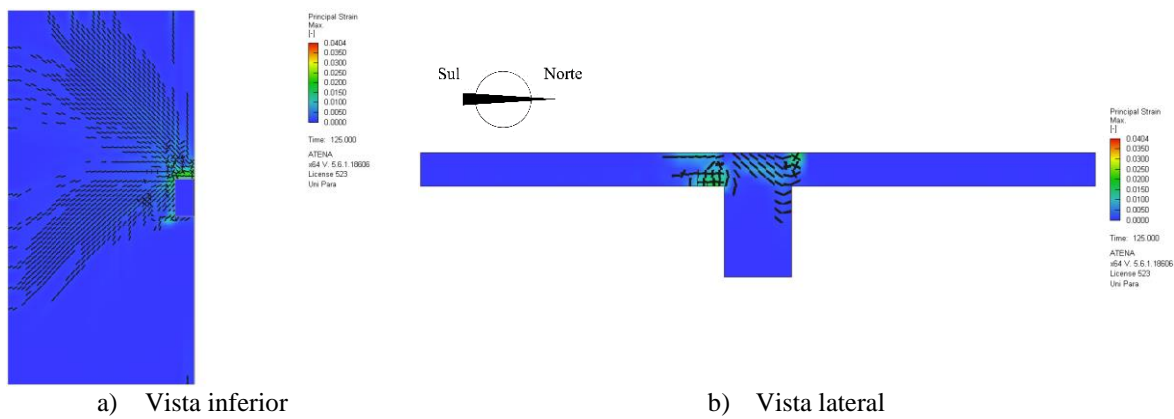 Principal Strain
Max.
[-]
0.0404
0.0350
0.0300
0.0250
0.0200
0.0150
0.0100
0.0050
0.0000
Time: 125.000
ATENA
x64 V. 5.6.1.18606
License 523
Uni Para
Sul Norte
Principal Strain
Max.
[-]
0.0404
0.0350
0.0300
0.0250
0.0200
0.0150
0.0100
0.0050
0.0000
Time: 125.000
ATENA
x64 V. 5.6.1.18606
License 523
Uni Para
a) Vista inferior
b) Vista lateral